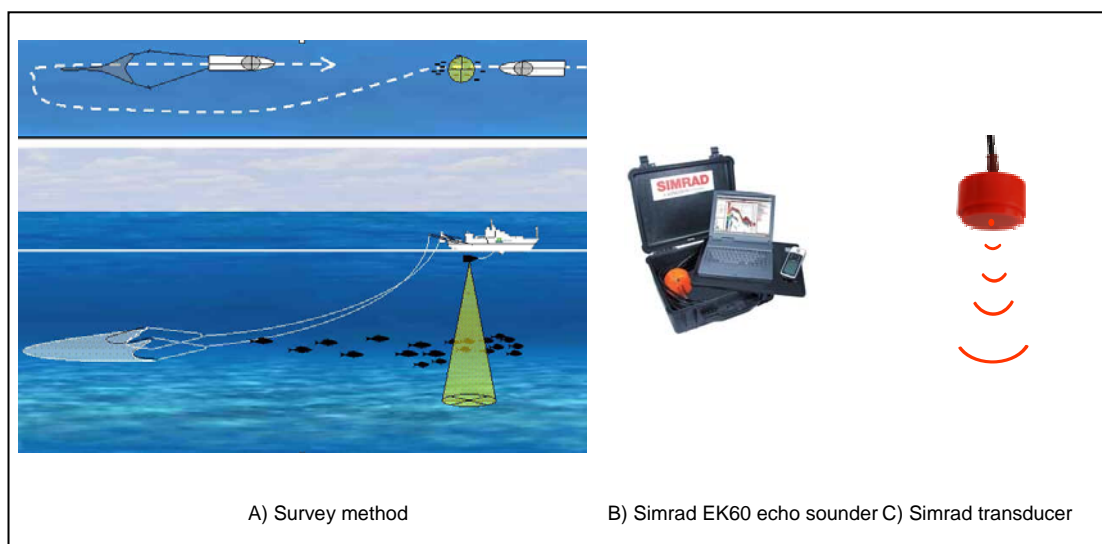 SIMRAD
A) Survey method
B) Simrad EK60 echo sounder C) Simrad transducer